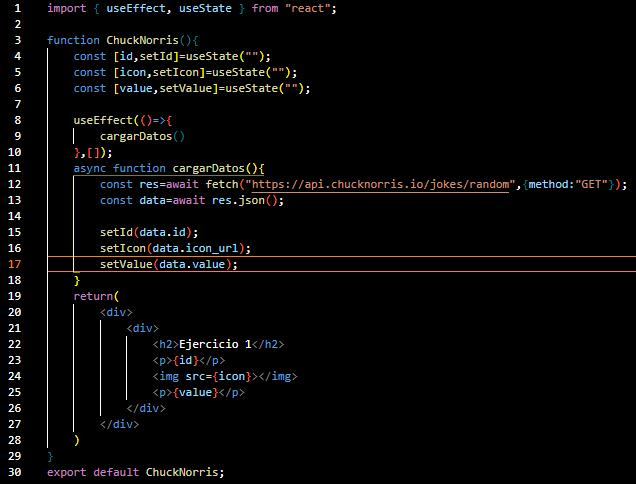 1 import { useEffect, useState } from "react";
2
3 function ChuckNorris(){
4     const [id,setId]=useState("");
5     const [icon,setIcon]=useState("");
6     const [value,setValue]=useState("");
7
8     useEffect(()=>{
9         cargarDatos()
10     },[]);
11     async function cargarDatos(){
12         const res=await fetch("https://api.chucknorris.io/jokes/random",{method:"GET"});
13         const data=await res.json();
14
15         setId(data.id);
16         setIcon(data.icon_url);
17         setValue(data.value);
18     }
19     return(
20         <div>
21             <div>
22                 <h2>Ejercicio 1</h2>
23                 <p>{id}</p>
24                 <img src={icon}></img>
25                 <p>{value}</p>
26             </div>
27         </div>
28     )
29 }
30 export default ChuckNorris;